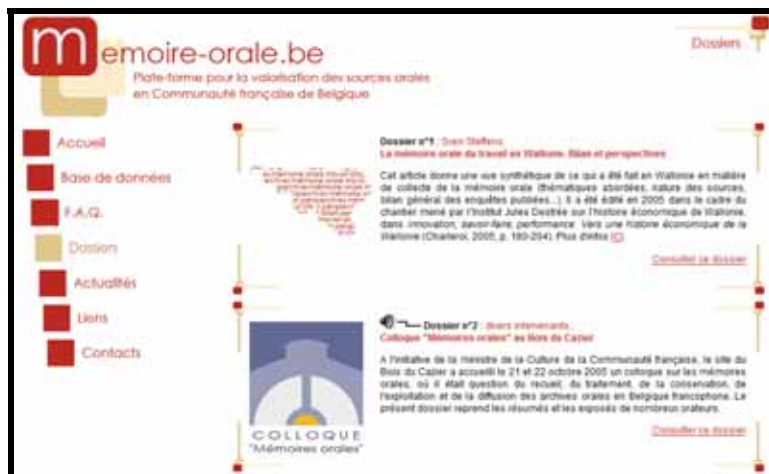 memoire-orale.be
Plate-forme pour la valorisation des sources orales
en Communauté française de Belgique
Dossiers
Accueil
Base de données
F.A.Q.
Dossiers
Actualités
Liens
Contacts
Dossier n°1 : Sven Steffens
La mémoire orale du travail en Wallonie. Bilan et perspectives
Cet article donne une vue synthétique de ce qui a été fait en Wallonie en matière
de collecte de la mémoire orale (thématiques abordées, nature des sources,
bilan général des enquêtes publiées...). Il a été édité en 2005 dans le cadre du
chantier mené par l'Institut Jules Destrée sur l'histoire économique de Wallonie,
dans Innovation, savoir-faire, performance. Vers une histoire économique de la
Wallonie (Charleroi, 2005, p. 180-204). Plus d'infos ICI.
Consulter ce dossier
Dossier n°2 : divers intervenants...
Colloque "Mémoires orales" au Bois du Cazier
A l'initiative de la ministre de la Culture de la Communauté française, le site du
Bois du Cazier a accueilli le 21 et 22 octobre 2005 un colloque sur les mémoires
orales, où il était question du recueil, du traitement, de la conservation, de
l'exploitation et de la diffusion des archives orales en Belgique francophone. Le
présent dossier reprend les résumés et les exposés de nombreux orateurs.
Consulter ce dossier
COLLOQUE
"Mémoires orales"